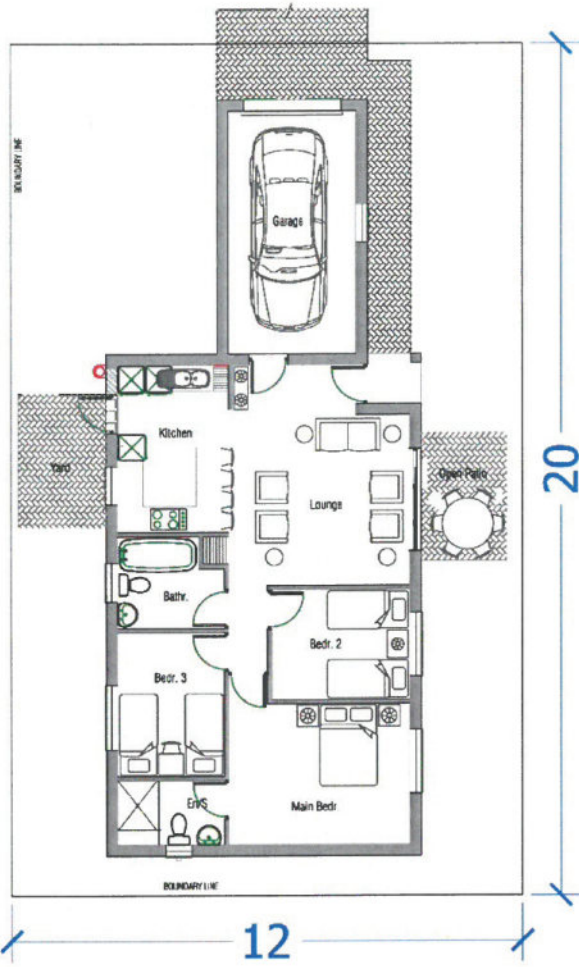 BOUNDARY LINE
Garage
Kitchen
Yard
Lounge
Open Patio
20
Bathr.
Bedr. 2
Bedr. 3
En/S
Main Bedr
BOUNDARY LINE
12